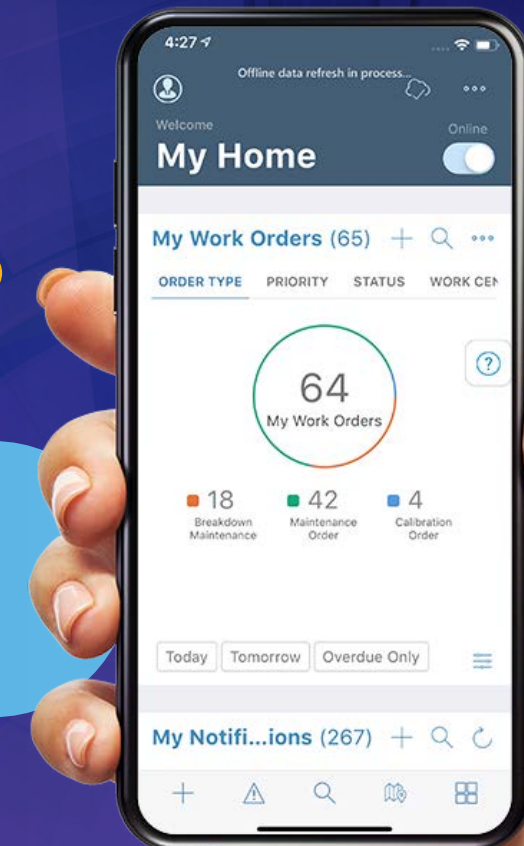 4:27
Offline data refresh in process...
Welcome
Online
My Home
My Work Orders (65)
ORDER TYPE PRIORITY STATUS WORK CEN
64
My Work Orders
18 42 4
Breakdown Maintenance Calibration
Maintenance Order Order
Today Tomorrow Overdue Only
My Notifi...ions (267)